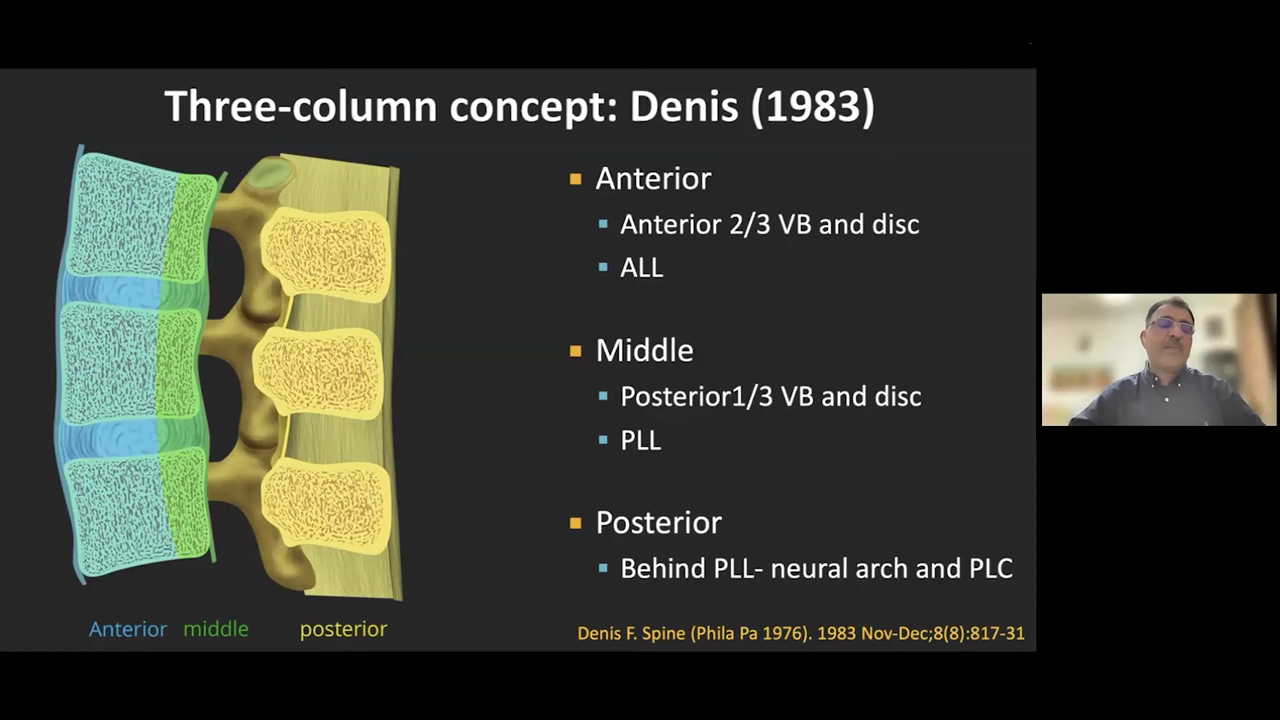 Three-column concept: Denis (1983)
Anterior
Anterior 2/3 VB and disc
ALL
Middle
Posterior1/3 VB and disc
PLL
Posterior
Behind PLL- neural arch and PLC
Anterior middle posterior
Denis F. Spine (Phila Pa 1976). 1983 Nov-Dec;8(8):817-31